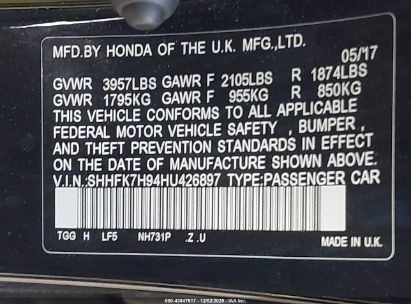 MFD.BY HONDA OF THE U.K. MFG.,LTD.
05/17
GVWR 3957LBS GAWR F 2105LBS R 1874LBS
GVWR 1795KG GAWR F 955KG R 850KG
THIS VEHICLE CONFORMS TO ALL APPLICABLE
FEDERAL MOTOR VEHICLE SAFETY , BUMPER ,
AND THEFT PREVENTION STANDARDS IN EFFECT
ON THE DATE OF MANUFACTURE SHOWN ABOVE.
V.I.N.:SHHFK7H94HU426897 TYPE:PASSENGER CAR
TGG H LF5 NH731P .Z .U
MADE IN U.K.